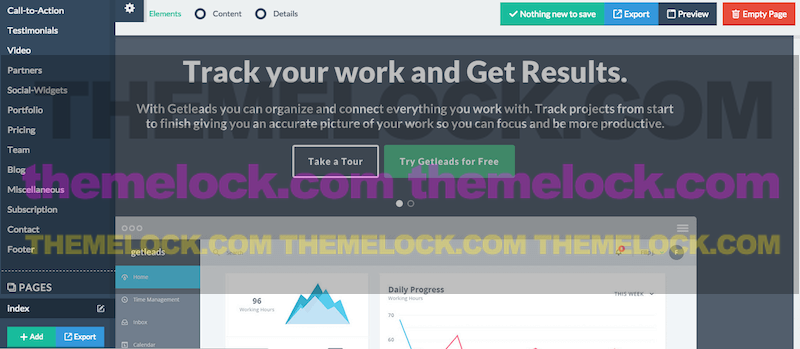 Call-to-Action
Testimonials
Video
Partners
Social-Widgets
Portfolio
Pricing
Team
Blog
Miscellaneous
Subscription
Contact
Footer
PAGES
Index
+ Add
Export
Elements
Content
Details
Nothing new to save
Export
Preview
Empty Page
Track your work and Get Results.
THEMELOCK.COM
With Getleads you can organize and connect everything you work with. Track projects from start
to finish giving you an accurate picture of your work so you can focus and be more productive.
Take a Tour
Try Getleads for Free
themelock.com themelock.com
THEMELOCK.COM THEMELOCK.COM THEMELOCK.COM
getleads
Home
Time Management
Inbox
Calendar
96
Working Hours
Daily Progress
Working Hours
THIS WEEK
70
60